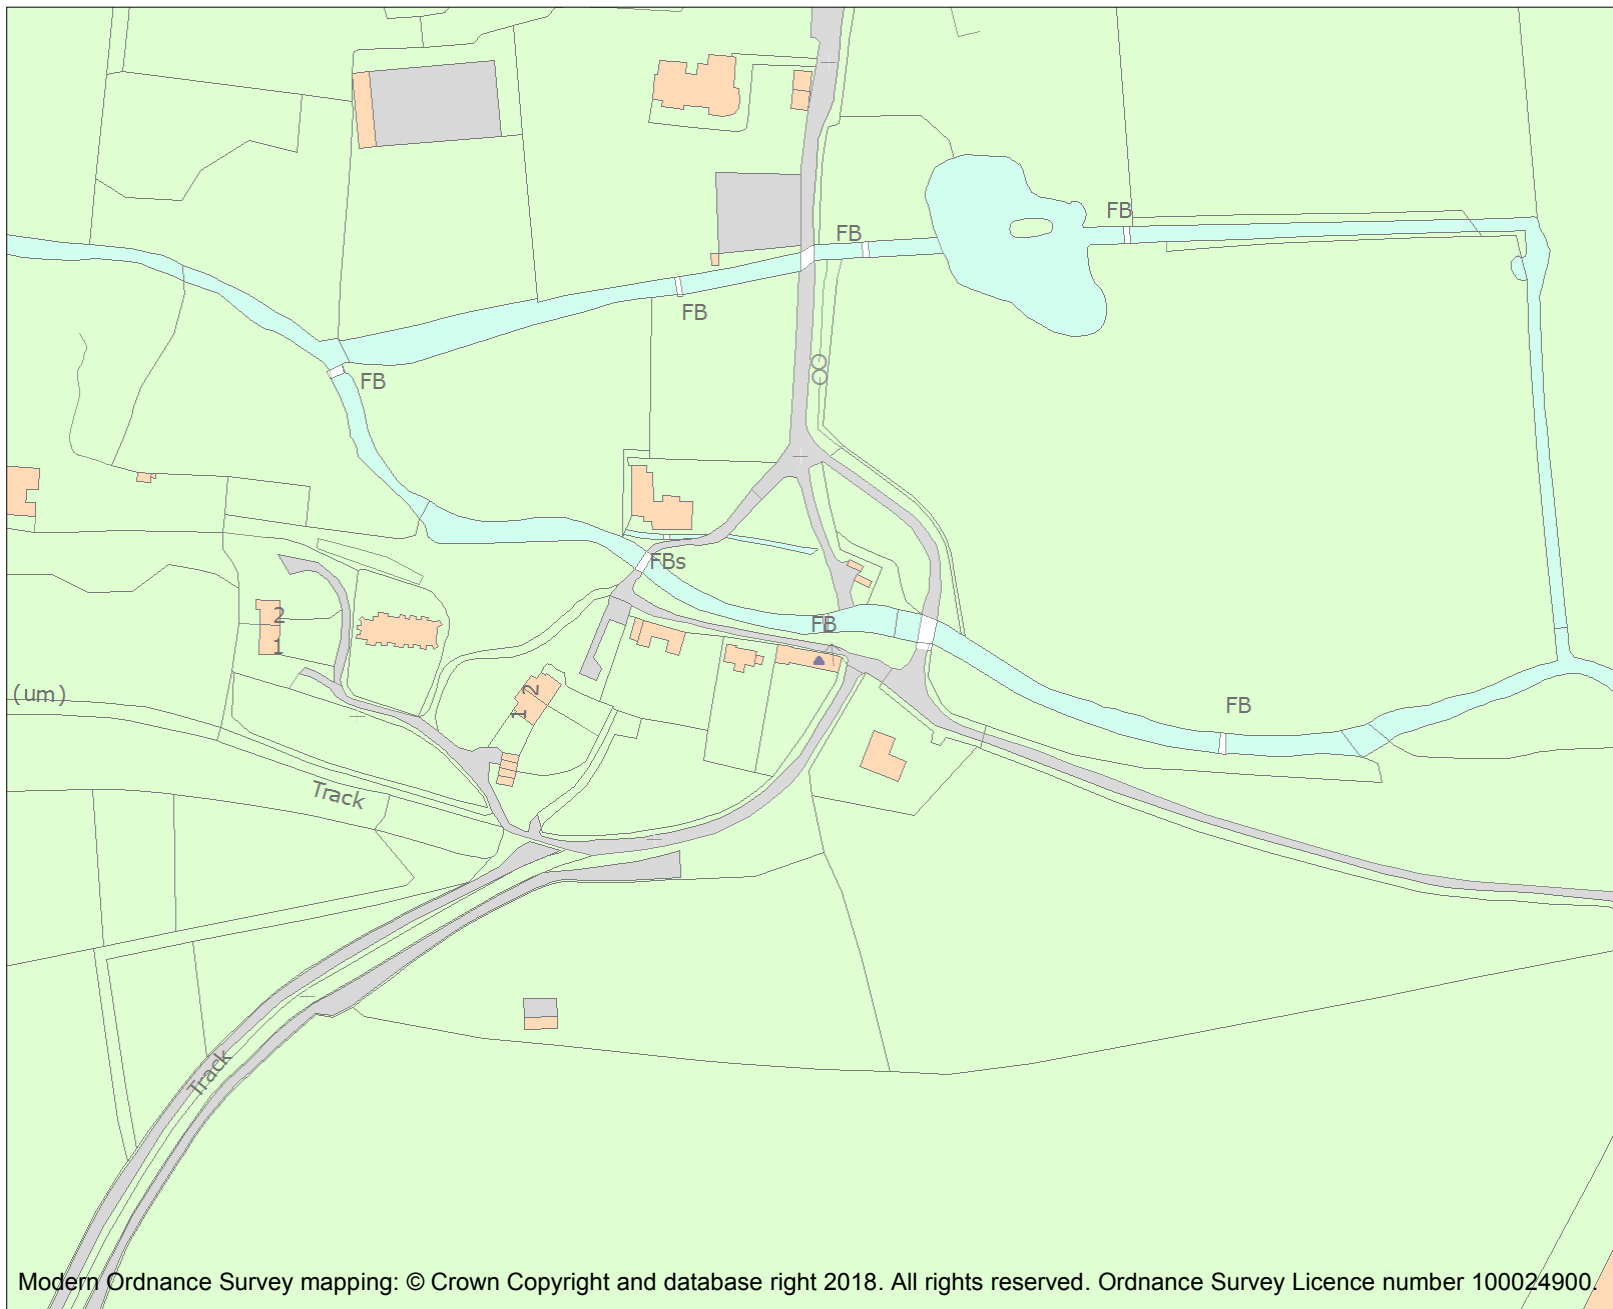 FB
FB
FB
FB
FBs
2
1
FB
(um)
2
1
FB
Track
Track
Modern Ordnance Survey mapping: © Crown Copyright and database right 2018. All rights reserved. Ordnance Survey Licence number 100024900.